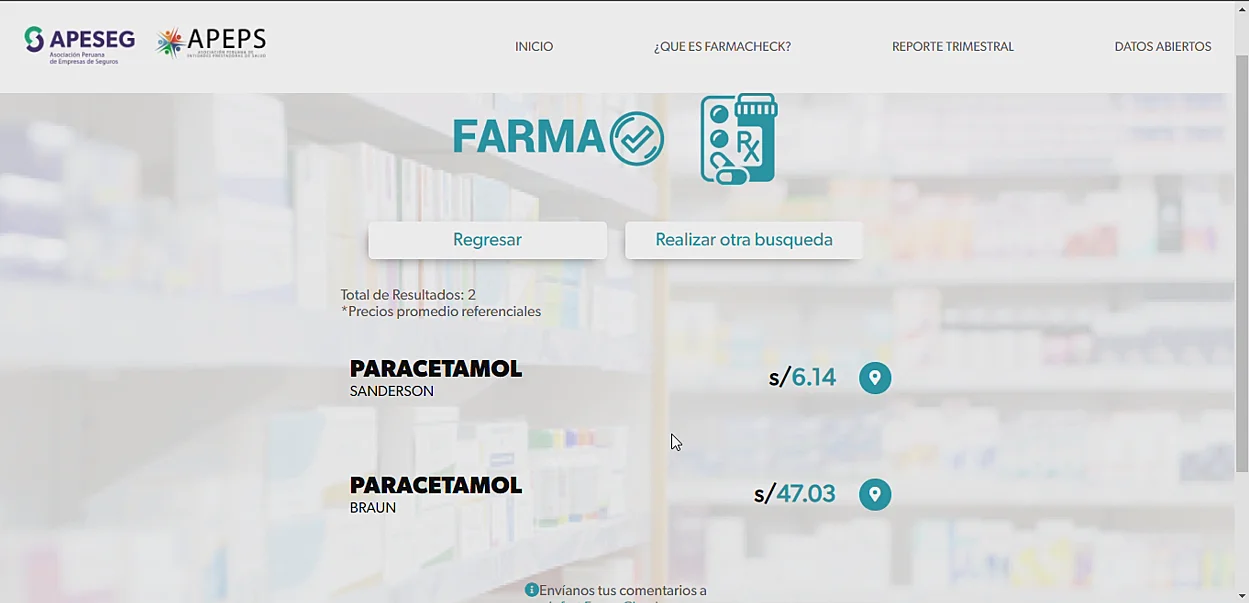 APESEG
Asociación Peruana
de Empresas de Seguros
APEPS
ASOCIACIÓN PERUANA DE
ENTIDADES PRESTADORAS DE SALUD
INICIO
¿QUE ES FARMACHECK?
REPORTE TRIMESTRAL
DATOS ABIERTOS
FARMA
Rx
Regresar
Realizar otra busqueda
Total de Resultados: 2
*Precios promedio referenciales
PARACETAMOL
s/6.14
SANDERSON
PARACETAMOL
s/47.03
BRAUN
Envíanos tus comentarios a